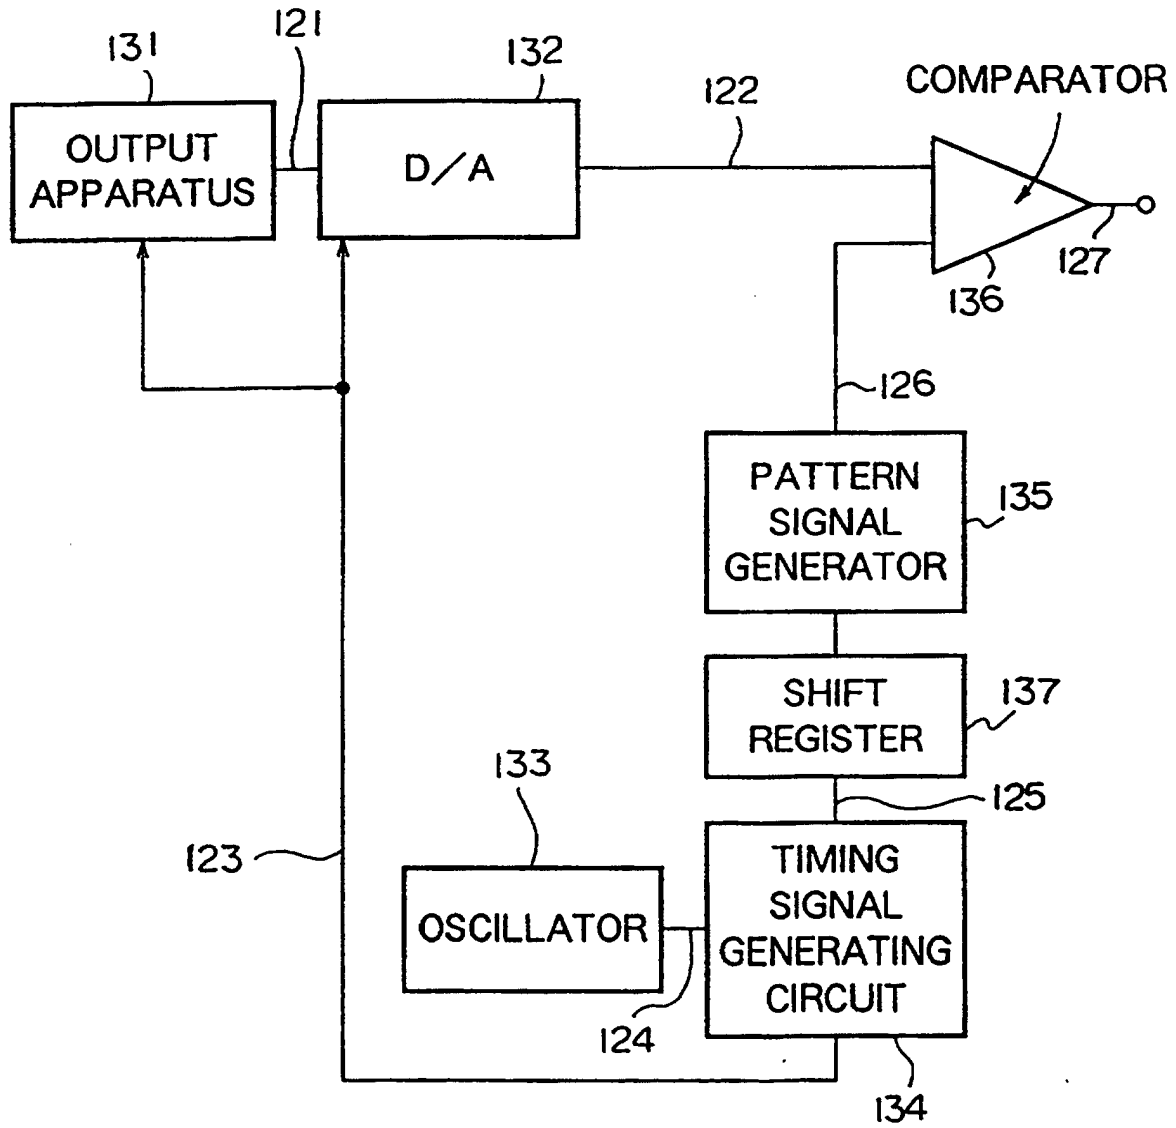 131
121
132
122
COMPARATOR
OUTPUT
APPARATUS
D/A
127
136
126
PATTERN
SIGNAL
GENERATOR
135
SHIFT
REGISTER
137
133
125
123
OSCILLATOR
TIMING
SIGNAL
GENERATING
CIRCUIT
124
134